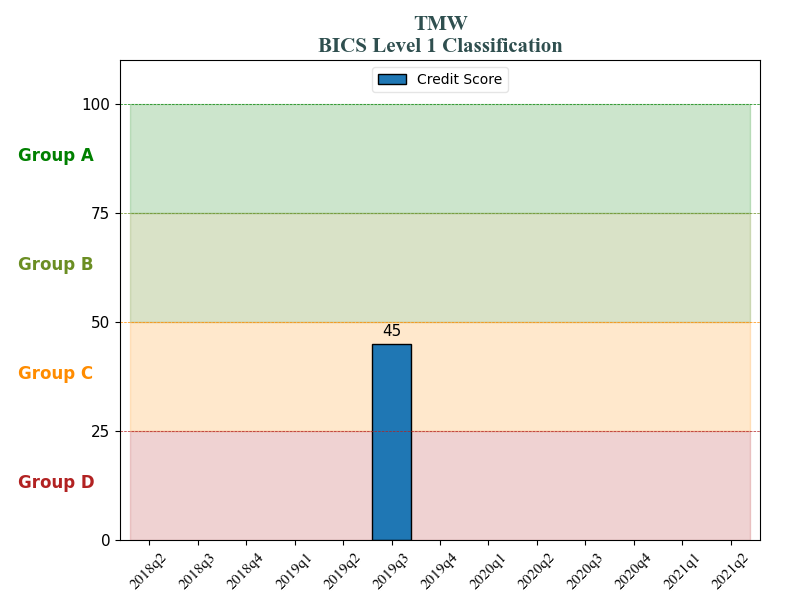 TMW
BICS Level 1 Classification
Credit Score
100
Group A
75
Group B
50
45
Group C
25
Group D
0
2018q2 2018q3 2018q4 2019q1 2019q2 2019q3 2019q4 2020q1 2020q2 2020q3 2020q4 2021q1 2021q2